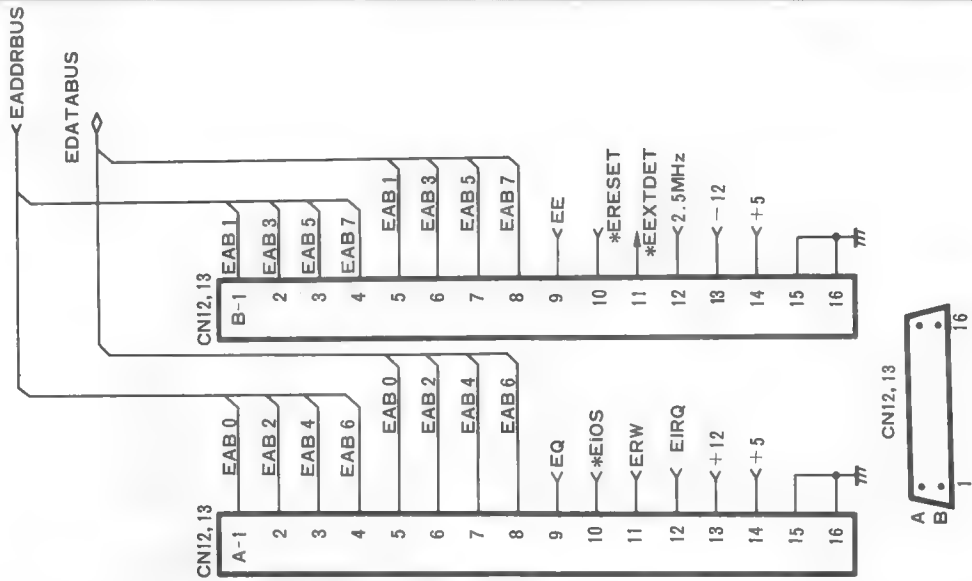 EADDRBUS
EDATABUS
CN12,13
B-1
2
3
4
5
6
7
8
9
10
11
12
13
14
15
16
EAB1
EAB3
EAB5
EAB7
EAB1
EAB3
EAB5
EAB7
EE
*ERESET
*EEXTDET
2.5MHz
-12
+5
CN12,13
A-1
2
3
4
5
6
7
8
9
10
11
12
13
14
15
16
EAB0
EAB2
EAB4
EAB6
EAB0
EAB2
EAB4
EAB6
EQ
*EiOS
ERW
EIRQ
+12
+5
CN12,13
A
B
1
16